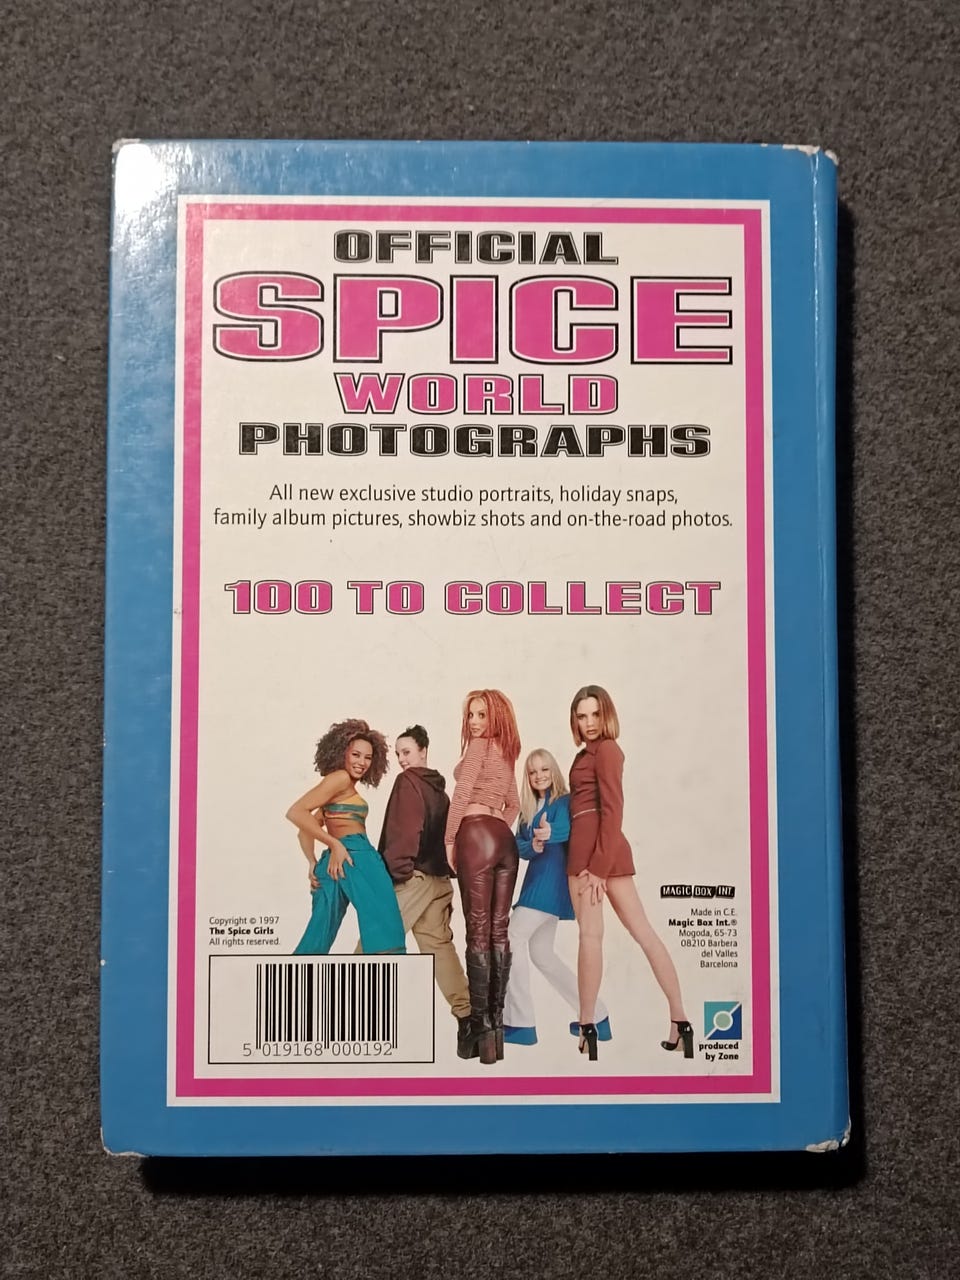 OFFICIAL
SPICE
WORLD
PHOTOGRAPHS
All new exclusive studio portraits, holiday snaps,
family album pictures, showbiz shots and on-the-road photos.
100 TO COLLECT
Copyright © 1997
The Spice Girls
All rights reserved.
5 019168 000192
MAGIC BOX INT.
Made in C.E.
Magic Box Int.®
Mogoda, 65-73
08210 Barbera
del Valles
Barcelona
produced
by Zone